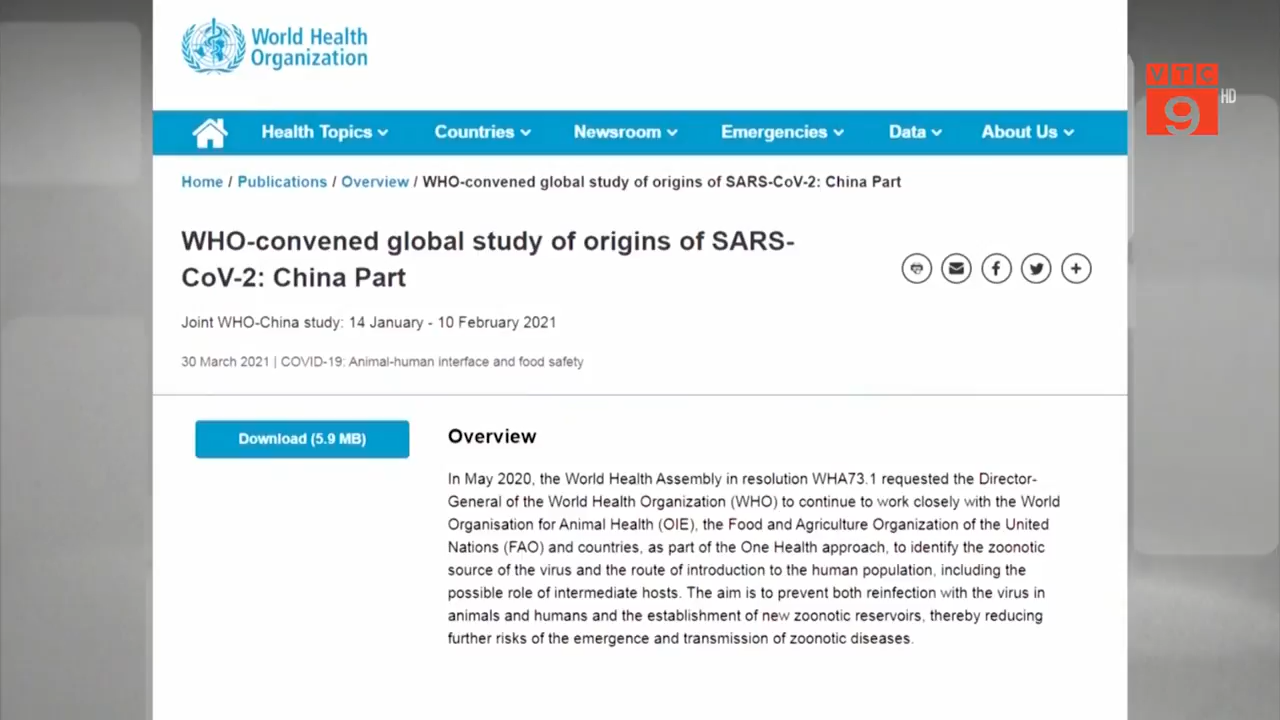 World Health
Organization
VTC
9
HD
Health Topics
Countries
Newsroom
Emergencies
Data
About Us
Home / Publications / Overview / WHO-convened global study of origins of SARS-CoV-2: China Part
WHO-convened global study of origins of SARS-
CoV-2: China Part
Joint WHO-China study: 14 January - 10 February 2021
30 March 2021 | COVID-19: Animal-human interface and food safety
Download (5.9 MB)
Overview
In May 2020, the World Health Assembly in resolution WHA73.1 requested the Director-
General of the World Health Organization (WHO) to continue to work closely with the World
Organisation for Animal Health (OIE), the Food and Agriculture Organization of the United
Nations (FAO) and countries, as part of the One Health approach, to identify the zoonotic
source of the virus and the route of introduction to the human population, including the
possible role of intermediate hosts. The aim is to prevent both reinfection with the virus in
animals and humans and the establishment of new zoonotic reservoirs, thereby reducing
further risks of the emergence and transmission of zoonotic diseases.